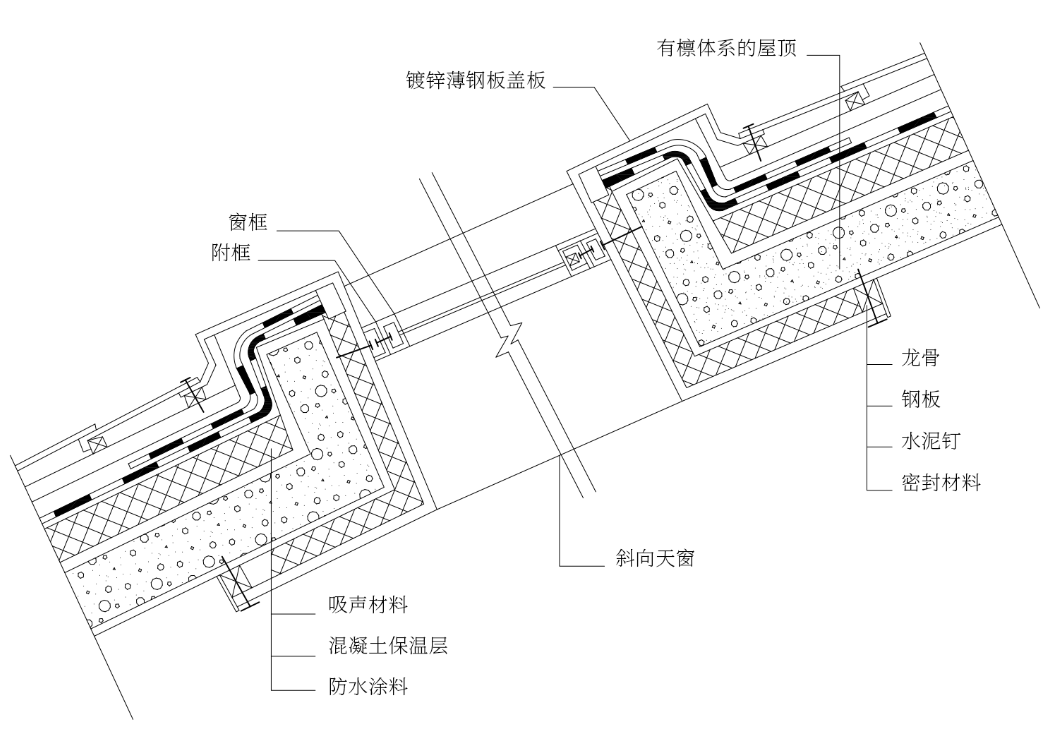 有檩体系的屋顶
镀锌薄钢板盖板
窗框
附框
龙骨
钢板
水泥钉
密封材料
斜向天窗
吸声材料
混凝土保温层
防水涂料